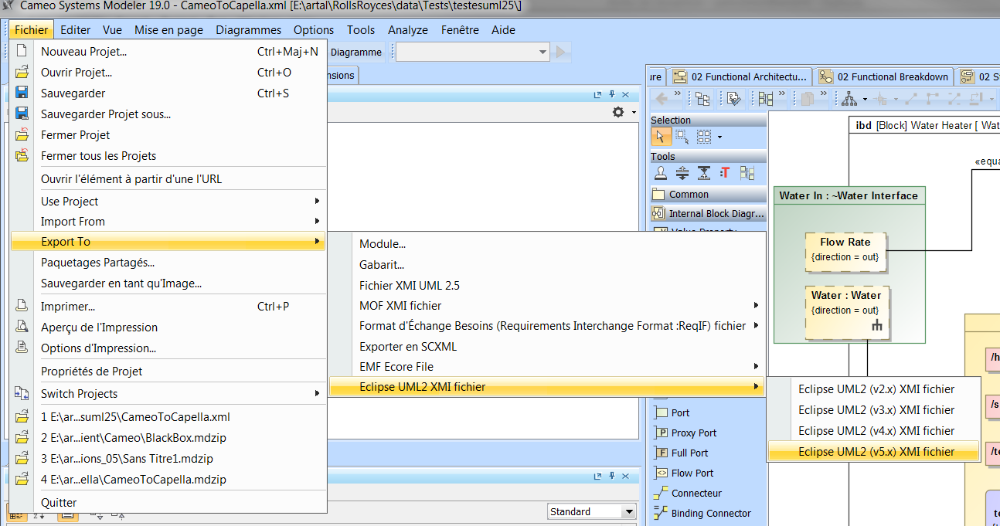 Cameo Systems Modeler 19.0 - CameoToCapella.xml [E:\artal\RollsRoyces\data\Tests\testesuml25\]
Fichier Editer Vue Mise en page Diagrammes Options Tools Analyze Fenêtre Aide
Nouveau Projet... Ctrl+Maj+N
Ouvrir Projet... Ctrl+O
Sauvegarder Ctrl+S
Sauvegarder Projet sous...
Fermer Projet
Fermer tous les Projets
Ouvrir l'élément à partir d'une l'URL
Use Project
Import From
Export To
Paquetages Partagés...
Sauvegarder en tant qu'Image...
Imprimer... Ctrl+P
Aperçu de l'Impression
Options d'Impression...
Propriétés de Projet
Switch Projects
1 E:\ar...suml25\CameoToCapella.xml
2 E:\ar...ient\Cameo\BlackBox.mdzip
3 E:\ar...ions_05\Sans Titre1.mdzip
4 E:\ar...ella\CameoToCapella.mdzip
Quitter
Module...
Gabarit...
Fichier XMI UML 2.5
MOF XMI fichier
Format d'Échange Besoins (Requirements Interchange Format :ReqIF) fichier
Exporter en SCXML
EMF Ecore File
Eclipse UML2 XMI fichier
Eclipse UML2 (v2.x) XMI fichier
Eclipse UML2 (v3.x) XMI fichier
Eclipse UML2 (v4.x) XMI fichier
Eclipse UML2 (v5.x) XMI fichier
Diagramme
nsions
Standard
ure 02 Functional Architectu... 02 Functional Breakdown 02 S
Selection
Tools
Common
Internal Block Diagr...
Value Property
Port
Proxy Port
Full Port
Flow Port
Connecteur
Binding Connector
ibd [Block] Water Heater [ Wat
«equa
Water In : ~Water Interface
Flow Rate
{direction = out}
Water : Water
{direction = out}
/h
/s
/te
te